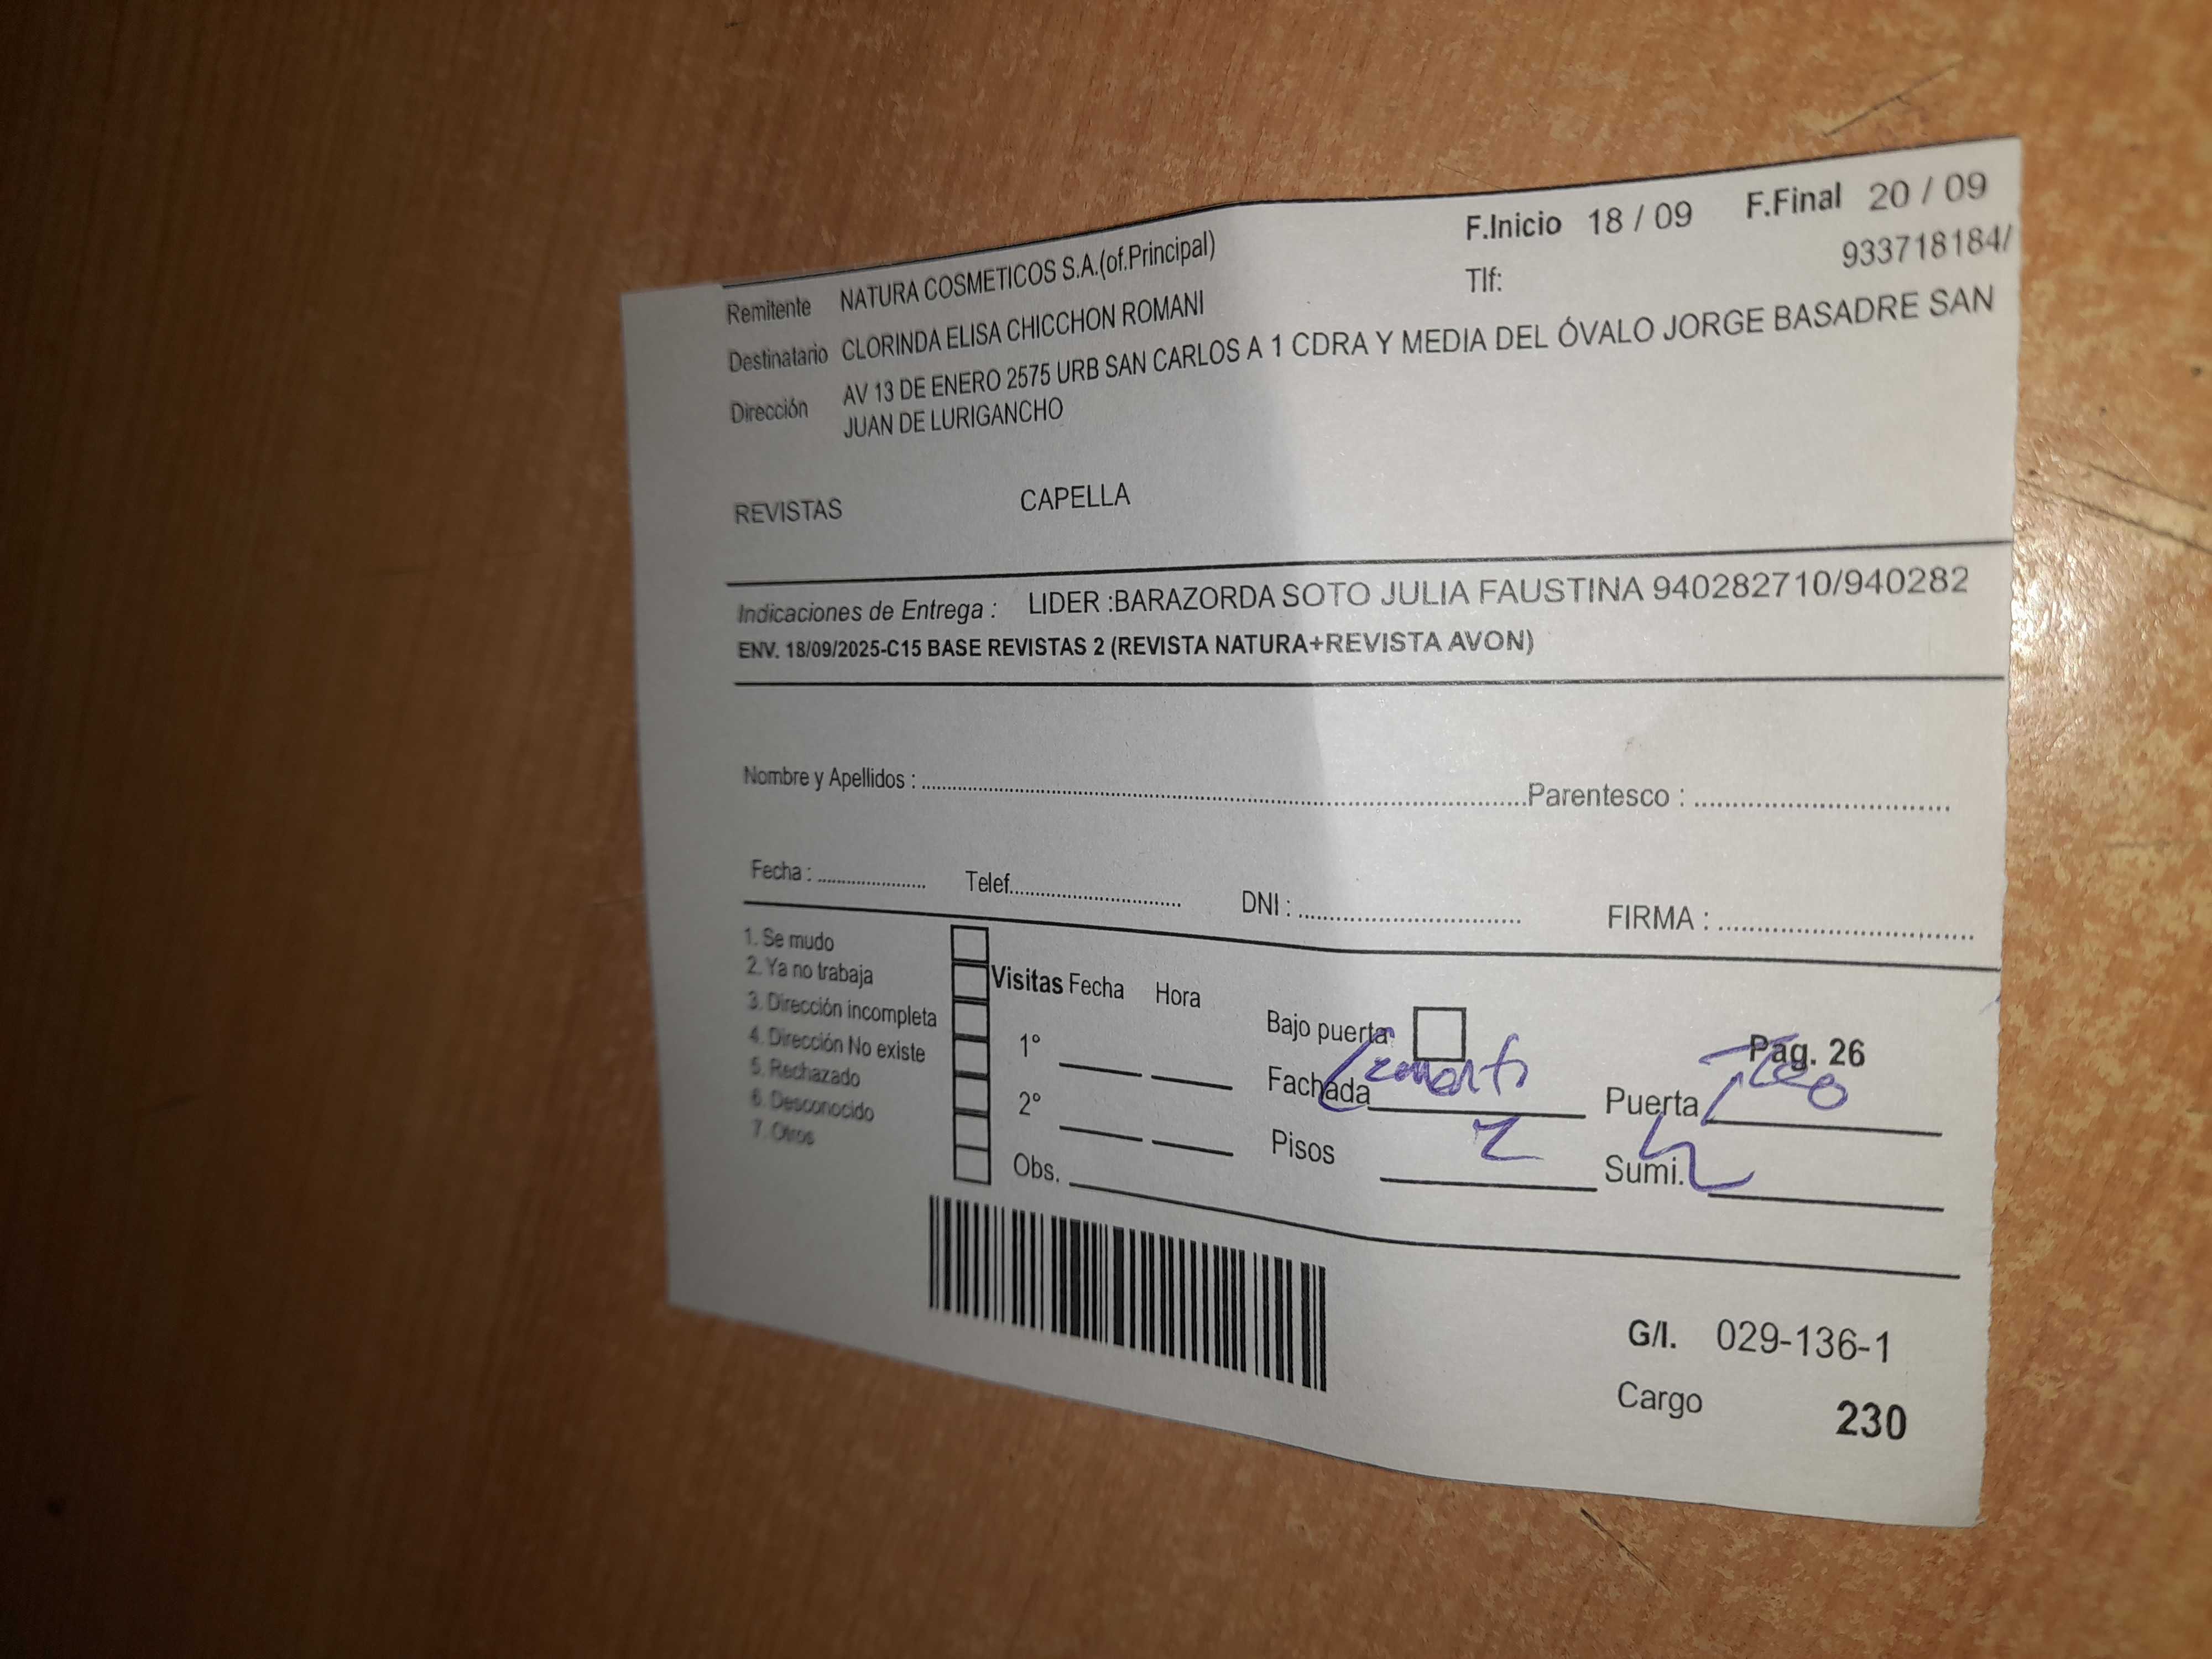 F.Inicio 18 / 09 F.Final 20 / 09
Remitente NATURA COSMETICOS S.A.(of.Principal) Tlf: 933718184/
Destinatario CLORINDA ELISA CHICCHON ROMANI
Dirección AV 13 DE ENERO 2575 URB SAN CARLOS A 1 CDRA Y MEDIA DEL ÓVALO JORGE BASADRE SAN
JUAN DE LURIGANCHO
REVISTAS CAPELLA
Indicaciones de Entrega : LIDER :BARAZORDA SOTO JULIA FAUSTINA 940282710/940282
ENV. 18/09/2025-C15 BASE REVISTAS 2 (REVISTA NATURA+REVISTA AVON)
Nombre y Apellidos : Parentesco :
Fecha : Telef. DNI : FIRMA :
1. Se mudo
2. Ya no trabaja
3. Dirección incompleta
4. Dirección No existe
5. Rechazado
6. Desconocido
7. Otros
Visitas Fecha Hora
1°
2°
Obs.
Bajo puerta
Pag. 26
Fachada Puerta
Pisos 2 Sumi.
G/I. 029-136-1
Cargo 230